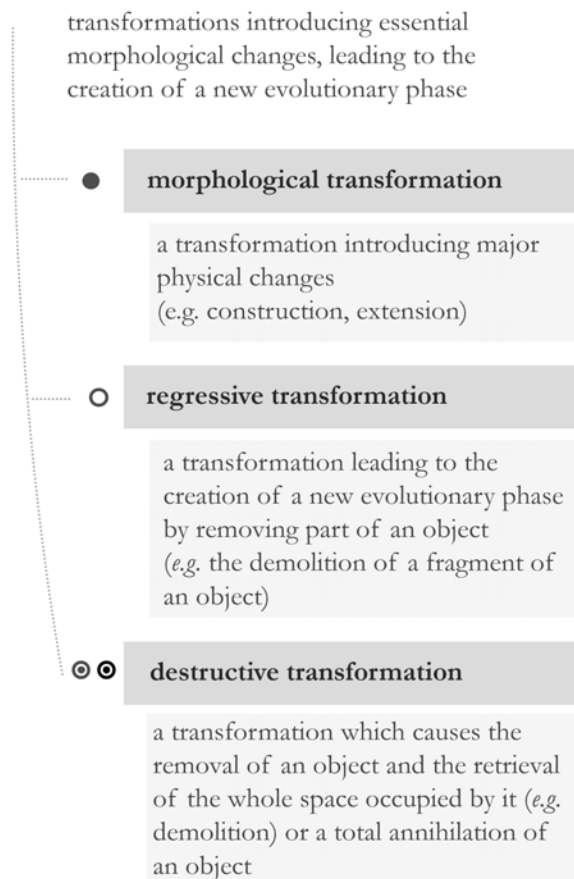 transformations introducing essential
morphological changes, leading to the
creation of a new evolutionary phase
morphological transformation
a transformation introducing major
physical changes
(e.g. construction, extension)
regressive transformation
a transformation leading to the
creation of a new evolutionary phase
by removing part of an object
(e.g. the demolition of a fragment of
an object)
destructive transformation
a transformation which causes the
removal of an object and the retrieval
of the whole space occupied by it (e.g.
demolition) or a total annihilation of
an object